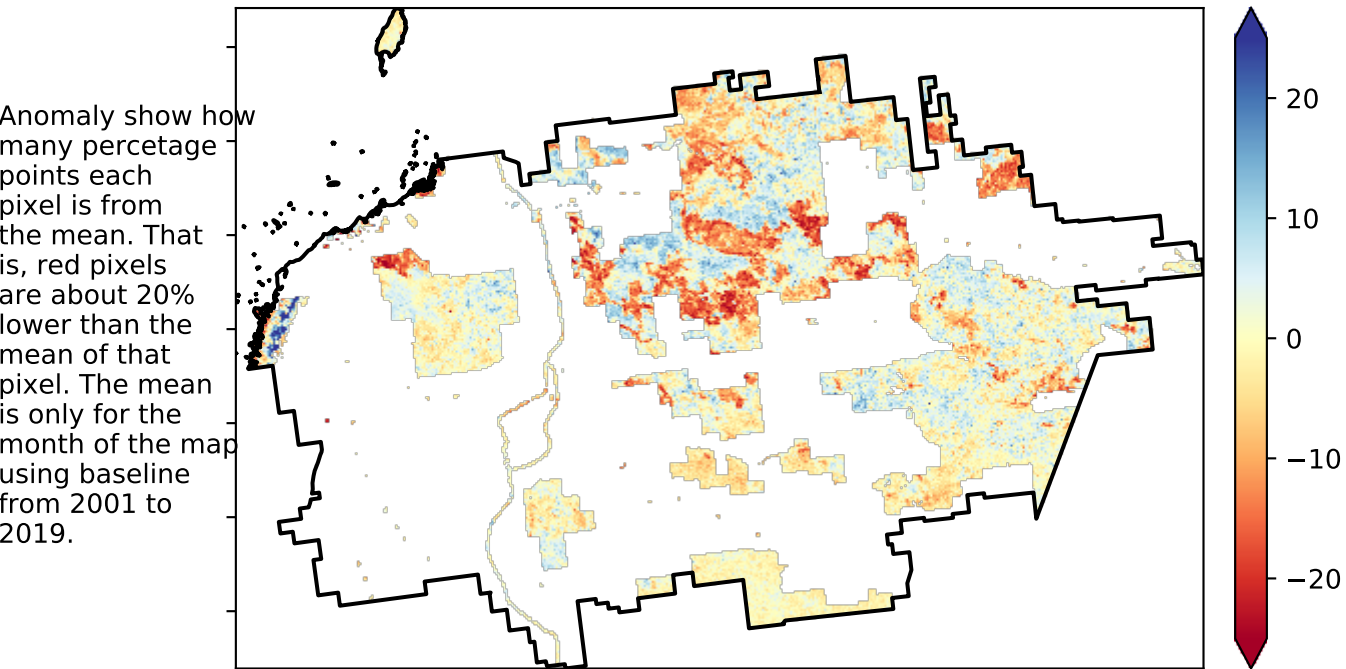 Anomaly show how
many percetage
points each
pixel is from
the mean. That
is, red pixels
are about 20%
lower than the
mean of that
pixel. The mean
is only for the
month of the map
using baseline
from 2001 to
2019.
20
10
0
−10
−20